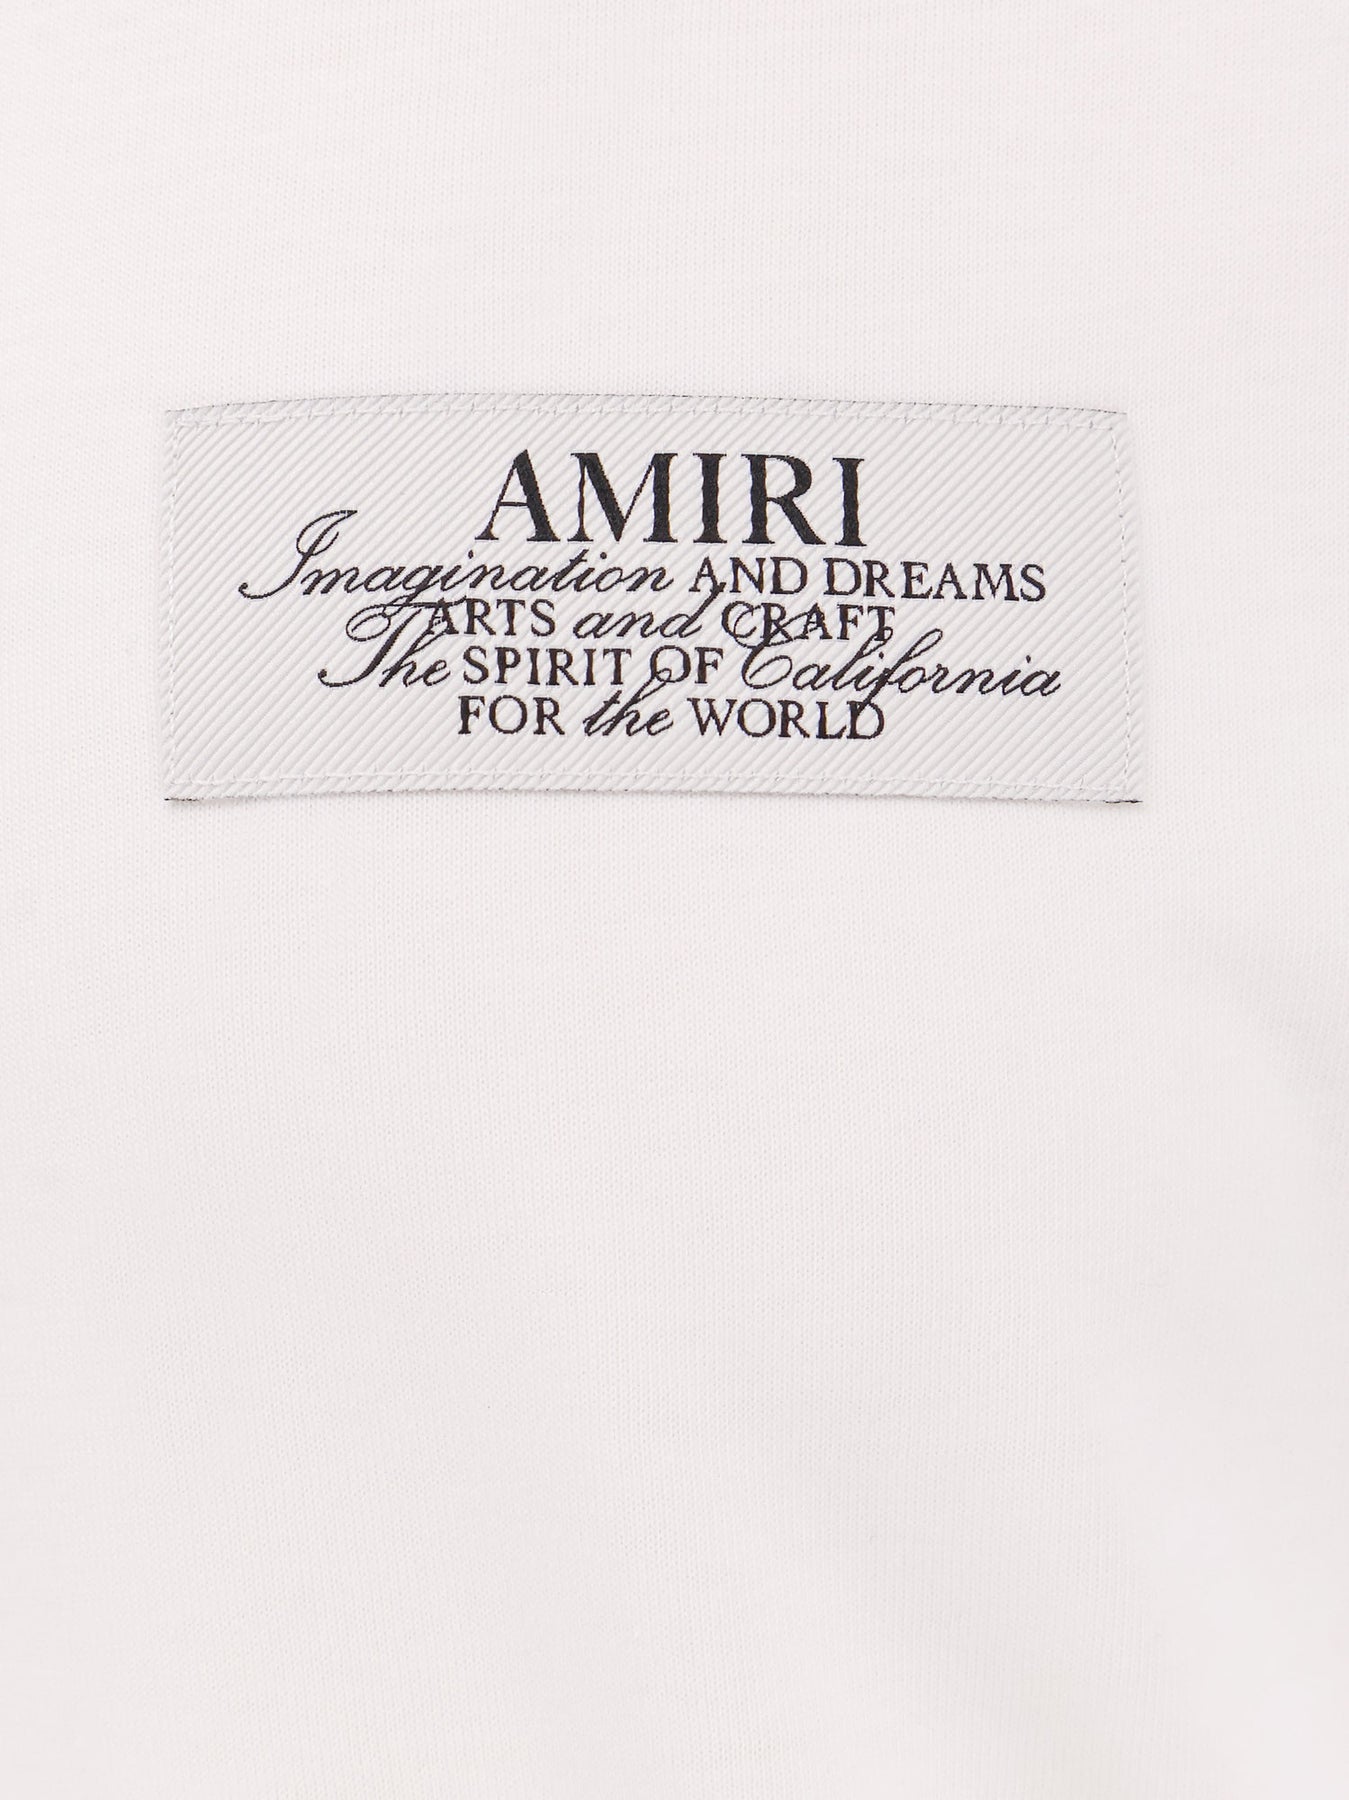 AMIRI
Imagination AND DREAMS
ARTS and CRAFT
The SPIRIT OF California
FOR the WORLD